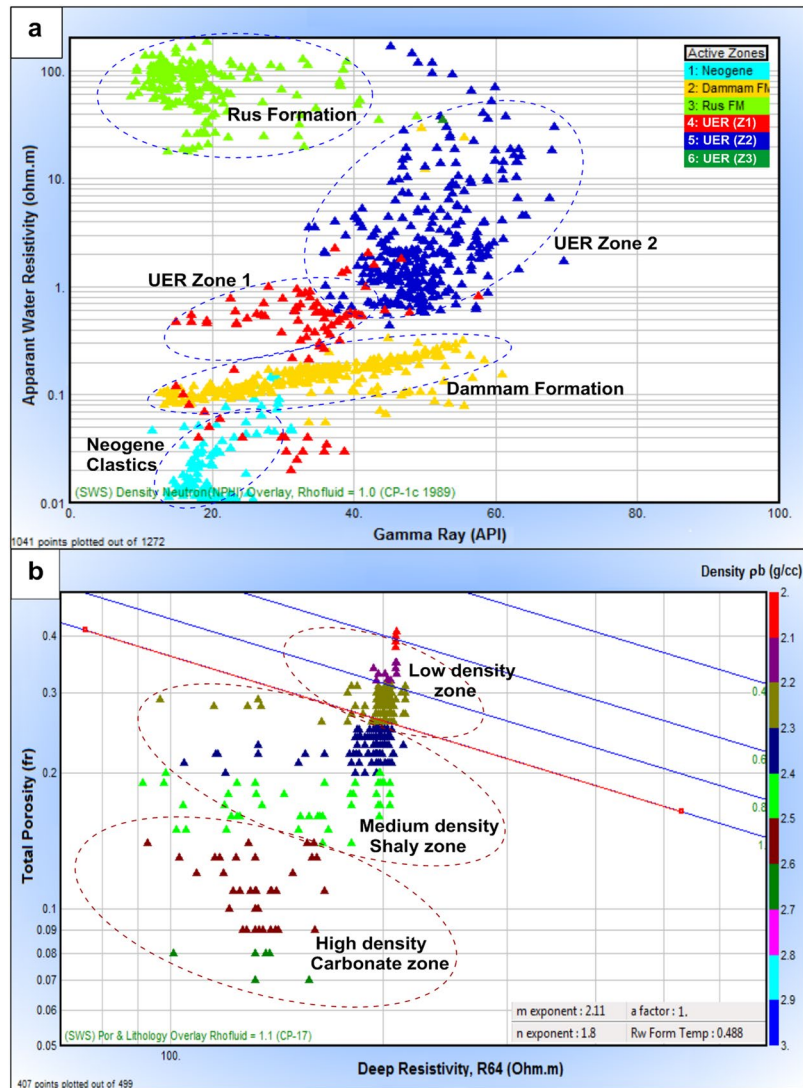 a
Apparant Water Resistivity (ohm.m)
100.
10.
1.
0.1
0.01
Rus Formation
Active Zones
1: Neogene
2: Dammam FM
3: Rus FM
4: UER (Z1)
5: UER (Z2)
6: UER (Z3)
UER Zone 2
UER Zone 1
Dammam Formation
Neogene
Clastics
(SWS) Density Neutron(NPHI) Overlay, Rhofluid = 1.0 (CP-1c 1989)
0. 20. 40. 60. 80. 100.
1041 points plotted out of 1272
Gamma Ray (API)
b
Density ρb (g/cc)
Total Porosity (fr)
0.4
0.3
0.2
0.1
0.09
0.08
0.07
0.06
0.05
Low density
zone
Medium density
Shaly zone
High density
Carbonate zone
0.4
0.6
0.8
1.
2.
2.1
2.2
2.3
2.4
2.5
2.6
2.7
2.8
2.9
3.
m exponent : 2.11 a factor : 1.
n exponent : 1.8 Rw Form Temp : 0.488
(SWS) Por & Lithology Overlay Rhofluid = 1.1 (CP-17)
100.
Deep Resistivity, R64 (Ohm.m)
407 points plotted out of 499